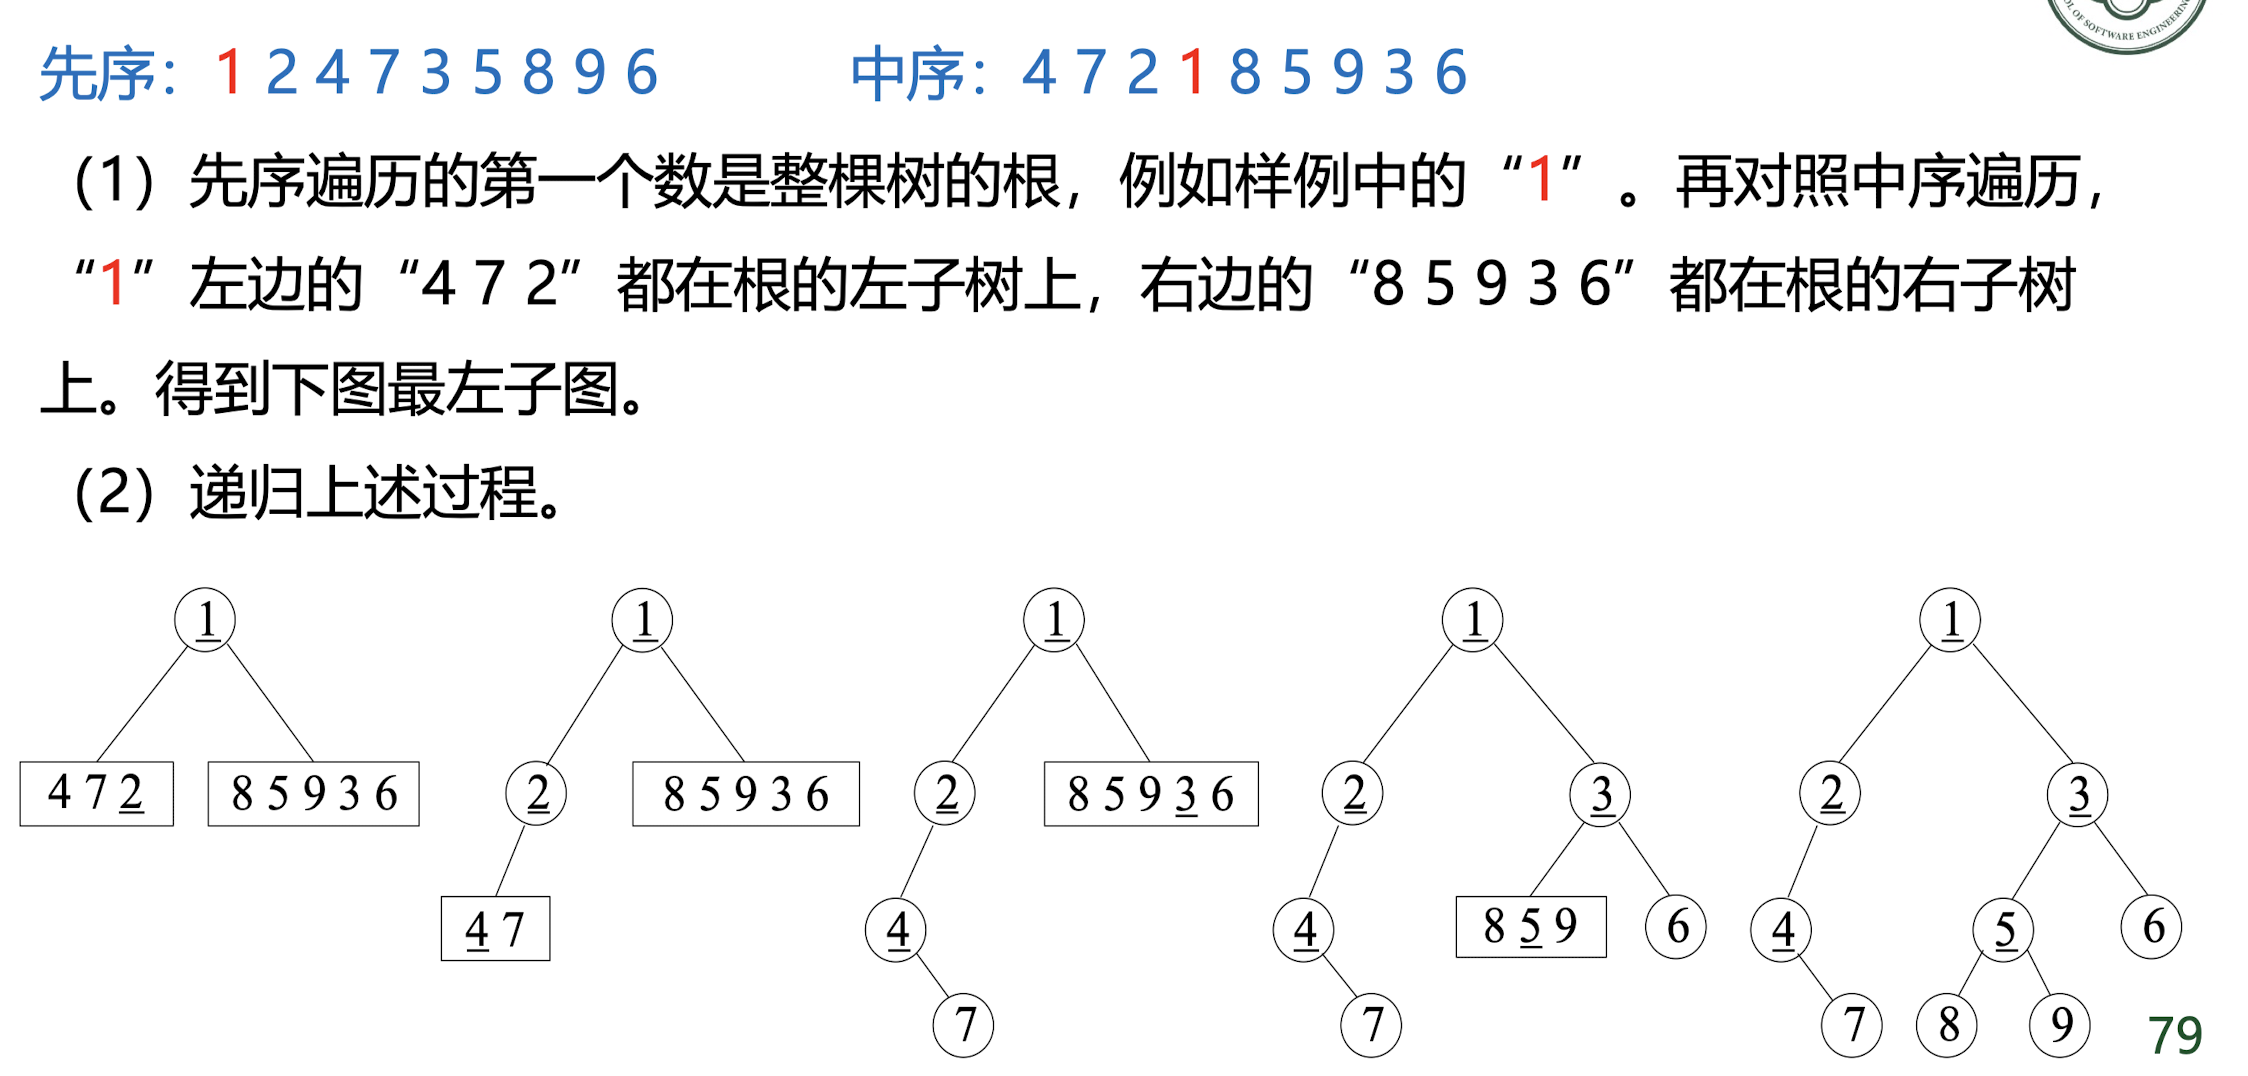 OL OF SOFTWARE ENGINEERING
先序：1 2 4 7 3 5 8 9 6 中序：4 7 2 1 8 5 9 3 6
（1）先序遍历的第一个数是整棵树的根，例如样例中的“1”。再对照中序遍历，
“1”左边的“4 7 2”都在根的左子树上，右边的“8 5 9 3 6”都在根的右子树
上。得到下图最左子图。
（2）递归上述过程。
1 1 1 1 1
4 7 2 8 5 9 3 6 2 8 5 9 3 6 2 8 5 9 3 6 2 3 2 3
4 7 4 4 8 5 9 6 4 5 6
7 7 7 8 9
79